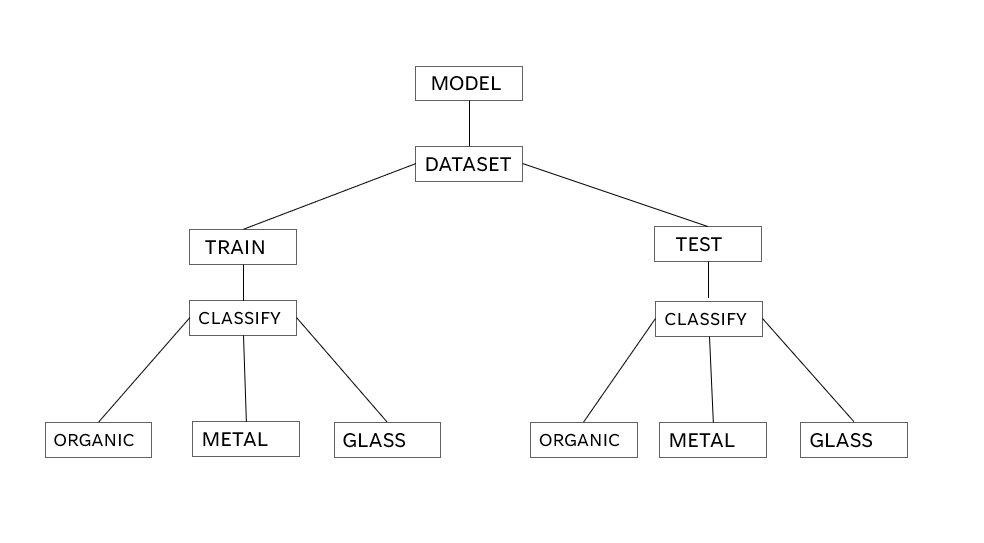 MODEL
DATASET
TRAIN
TEST
CLASSIFY
CLASSIFY
ORGANIC
METAL
GLASS
ORGANIC
METAL
GLASS